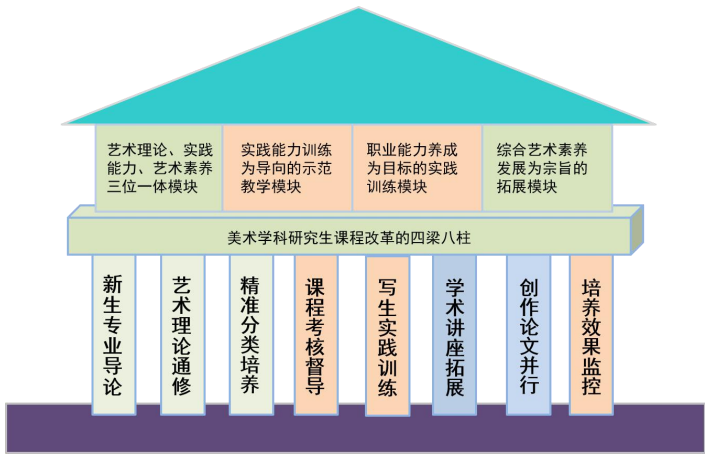 艺术理论、实践
能力、艺术素养
三位一体模块
实践能力训练
为导向的示范
教学模块
职业能力养成
为目标的实践
训练模块
综合艺术素养
发展为宗旨的
拓展模块
美术学科研究生课程改革的四梁八柱
新生专业导论
艺术理论通修
精准分类培养
课程考核督导
写生实践训练
学术讲座拓展
创作论文并行
培养效果监控